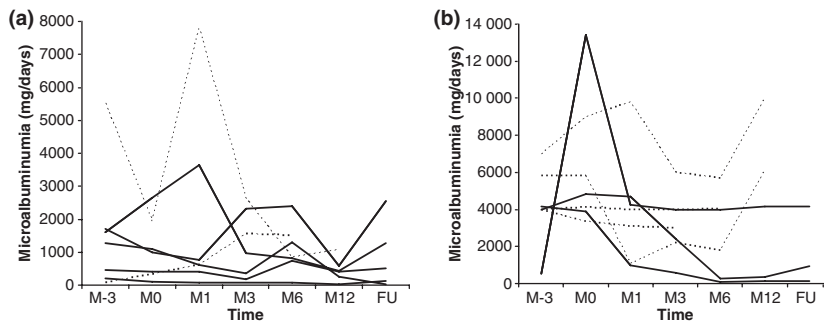 (a)
Microalbuminumia (mg/days)
8000
7000
6000
5000
4000
3000
2000
1000
0
M-3 M0 M1 M3 M6 M12 FU
Time
(b)
Microalbuminumia (mg/days)
14 000
12 000
10 000
8000
6000
4000
2000
0
M-3 M0 M1 M3 M6 M12 FU
Time